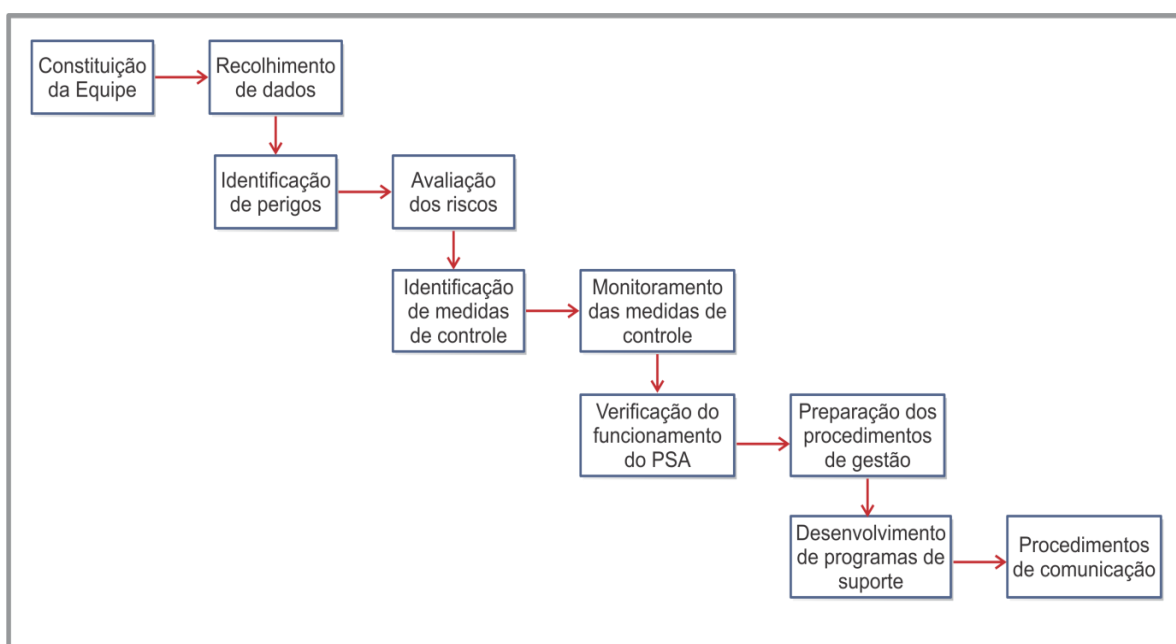 Constituição
da Equipe
Recolhimento
de dados
Identificação
de perigos
Avaliação
dos riscos
Identificação
de medidas
de controle
Monitoramento
das medidas de
controle
Verificação do
funcionamento
do PSA
Preparação dos
procedimentos
de gestão
Desenvolvimento
de programas de
suporte
Procedimentos
de comunicação